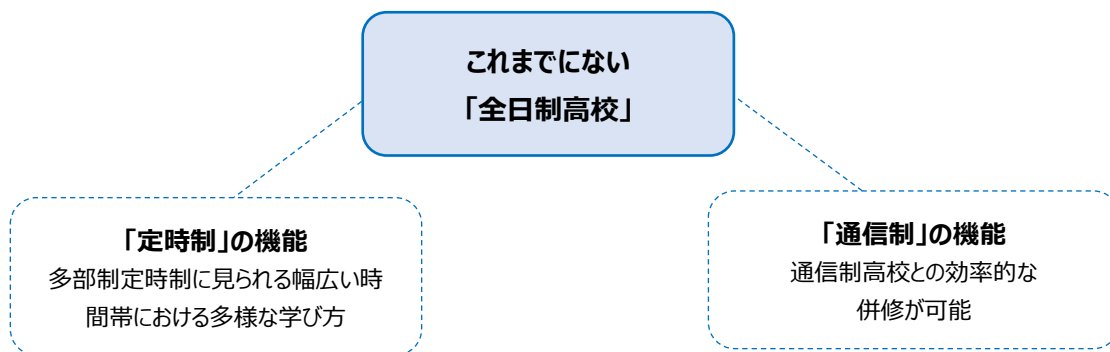 これまでにない
「全日制高校」
「定時制」の機能
多部制定時制に見られる幅広い時
間帯における多様な学び方
「通信制」の機能
通信制高校との効率的な
併修が可能